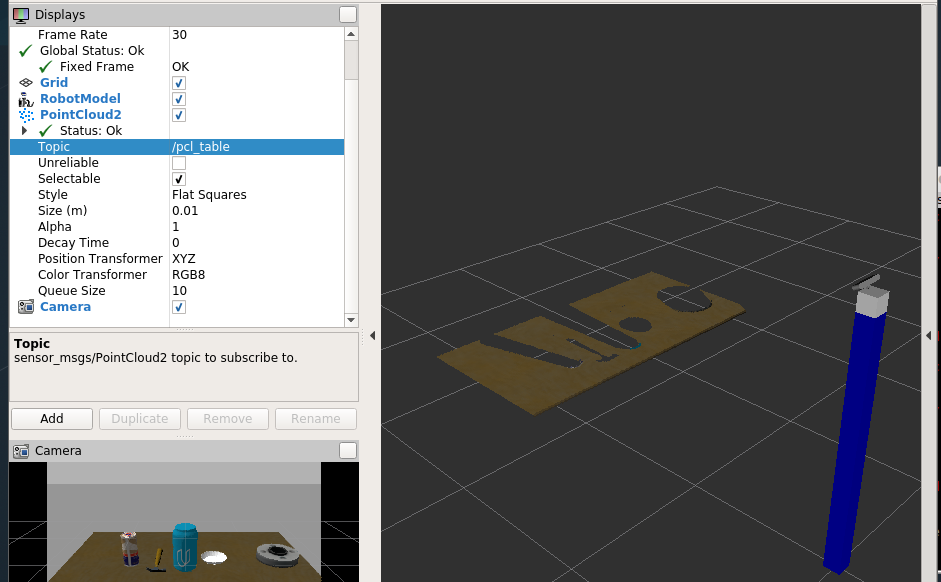 Displays
Frame Rate 30
Global Status: Ok
Fixed Frame OK
Grid
RobotModel
PointCloud2
Status: Ok
Topic /pcl_table
Unreliable
Selectable
Style Flat Squares
Size (m) 0.01
Alpha 1
Decay Time 0
Position Transformer XYZ
Color Transformer RGB8
Queue Size 10
Camera
Topic
sensor_msgs/PointCloud2 topic to subscribe to.
Add Duplicate Remove Rename
Camera